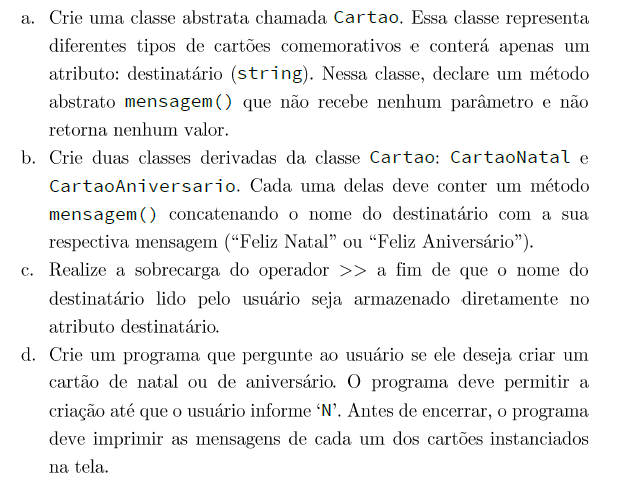 a. Crie uma classe abstrata chamada Cartao. Essa classe representa
diferentes tipos de cartões comemorativos e conterá apenas um
atributo: destinatário (string). Nessa classe, declare um método
abstrato mensagem() que não recebe nenhum parâmetro e não
retorna nenhum valor.
b. Crie duas classes derivadas da classe Cartao: CartaoNatal e
CartaoAniversario. Cada uma delas deve conter um método
mensagem() concatenando o nome do destinatário com a sua
respectiva mensagem (“Feliz Natal” ou “Feliz Aniversário”).
c. Realize a sobrecarga do operador >> a fim de que o nome do
destinatário lido pelo usuário seja armazenado diretamente no
atributo destinatário.
d. Crie um programa que pergunte ao usuário se ele deseja criar um
cartão de natal ou de aniversário. O programa deve permitir a
criação até que o usuário informe ‘N’. Antes de encerrar, o programa
deve imprimir as mensagens de cada um dos cartões instanciados
na tela.